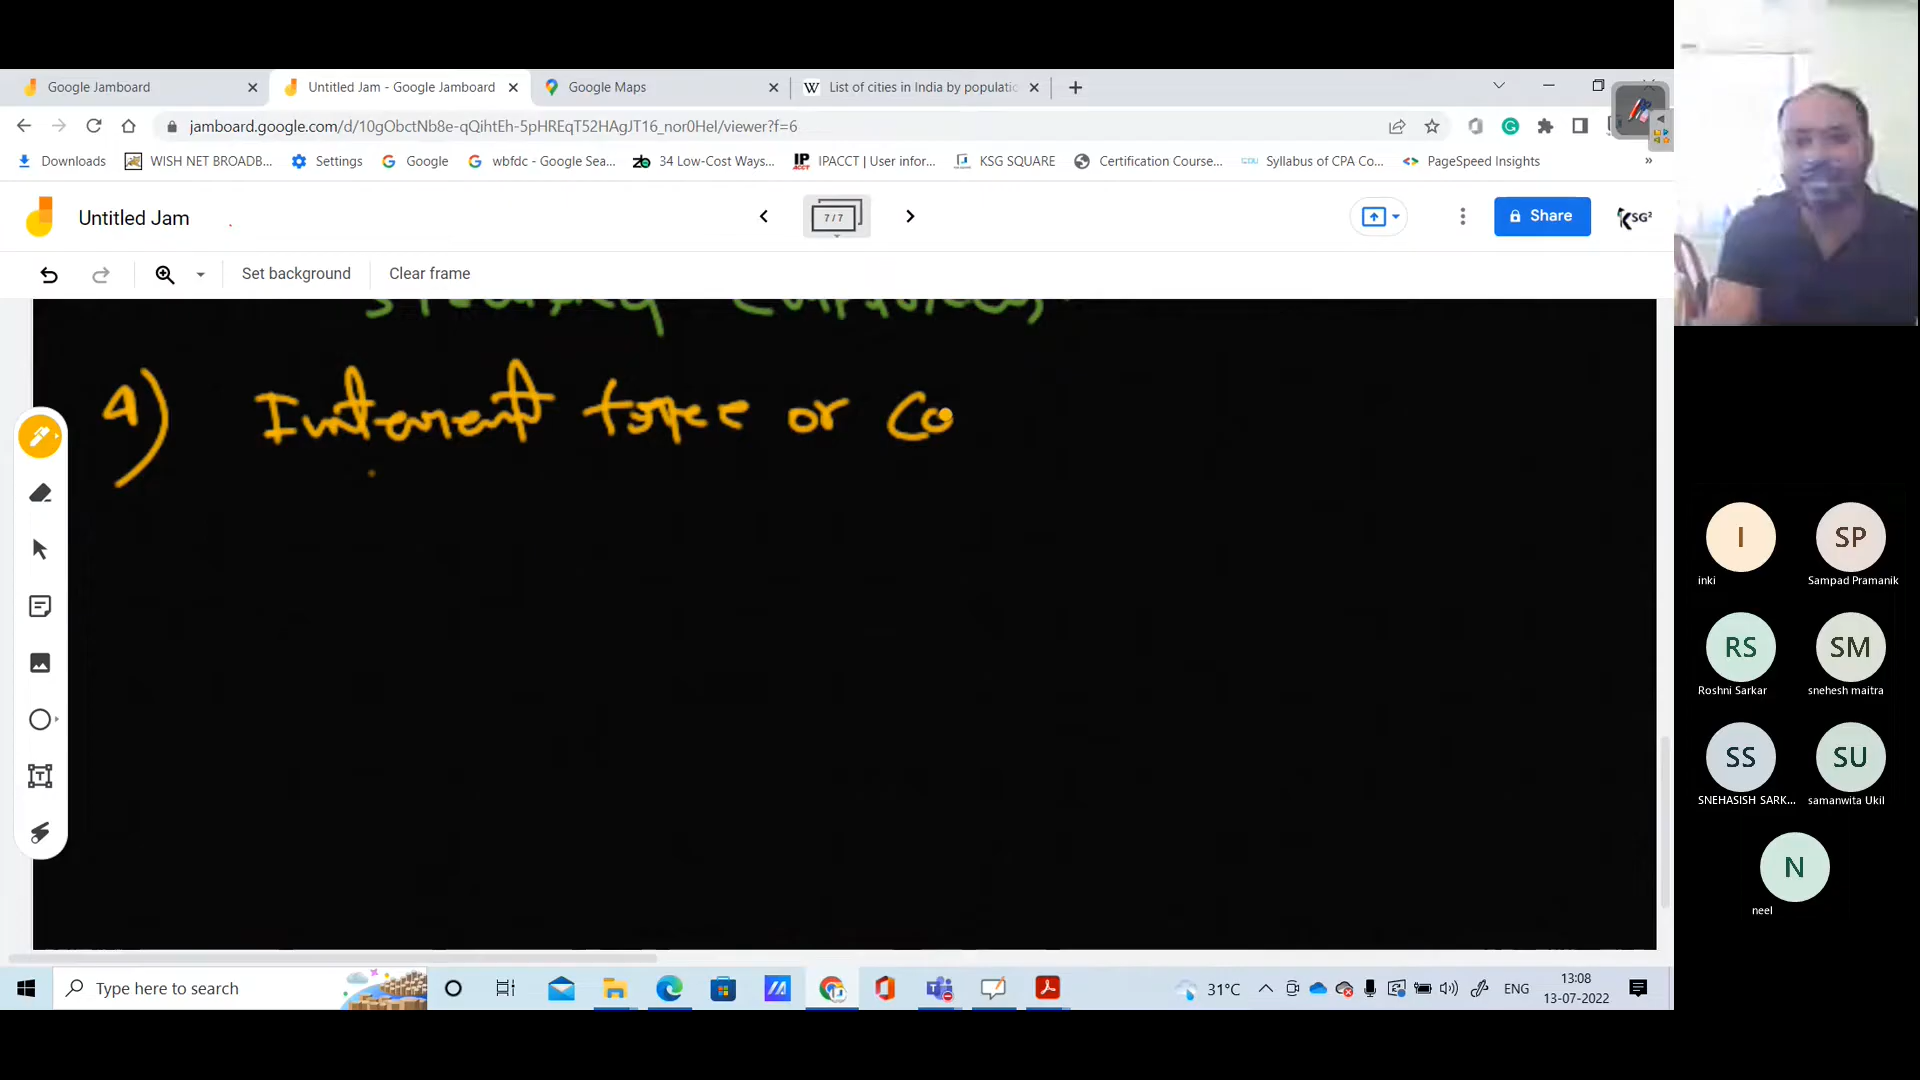 Google Jamboard
Untitled Jam - Google Jamboard
Google Maps
List of cities in India by populatio
jamboard.google.com/d/10gObctNb8e-qQihtEh-5pHREqT52HAgJT16_nor0HeI/viewer?f=6
Downloads
WISH NET BROADB...
Settings
Google
wbfdc - Google Sea...
34 Low-Cost Ways...
IPACCT | User infor...
KSG SQUARE
Certification Course...
Syllabus of CPA Co...
PageSpeed Insights
»
Untitled Jam
7 / 7
Share
KSG²
Set background
Clear frame
4) Interest type or Co
I
inki
SP
Sampad Pramanik
RS
Roshni Sarkar
SM
snehesh maitra
SS
SNEHASISH SARK...
SU
samanwita Ukil
N
neel
Type here to search
31°C
ENG
13:08
13-07-2022